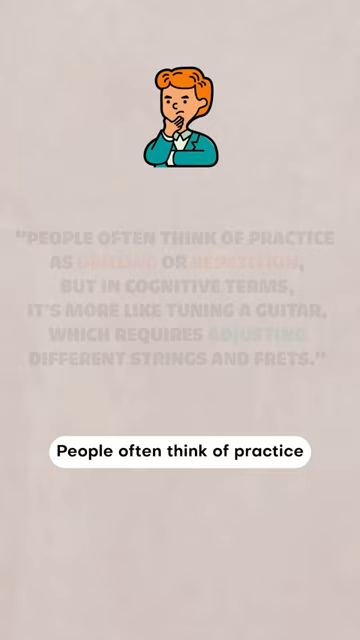 "PEOPLE OFTEN THINK OF PRACTICE
AS DRILLING OR REPETITION,
BUT IN COGNITIVE TERMS,
IT'S MORE LIKE TUNING A GUITAR,
WHICH REQUIRES ADJUSTING
DIFFERENT STRINGS AND FRETS."
People often think of practice